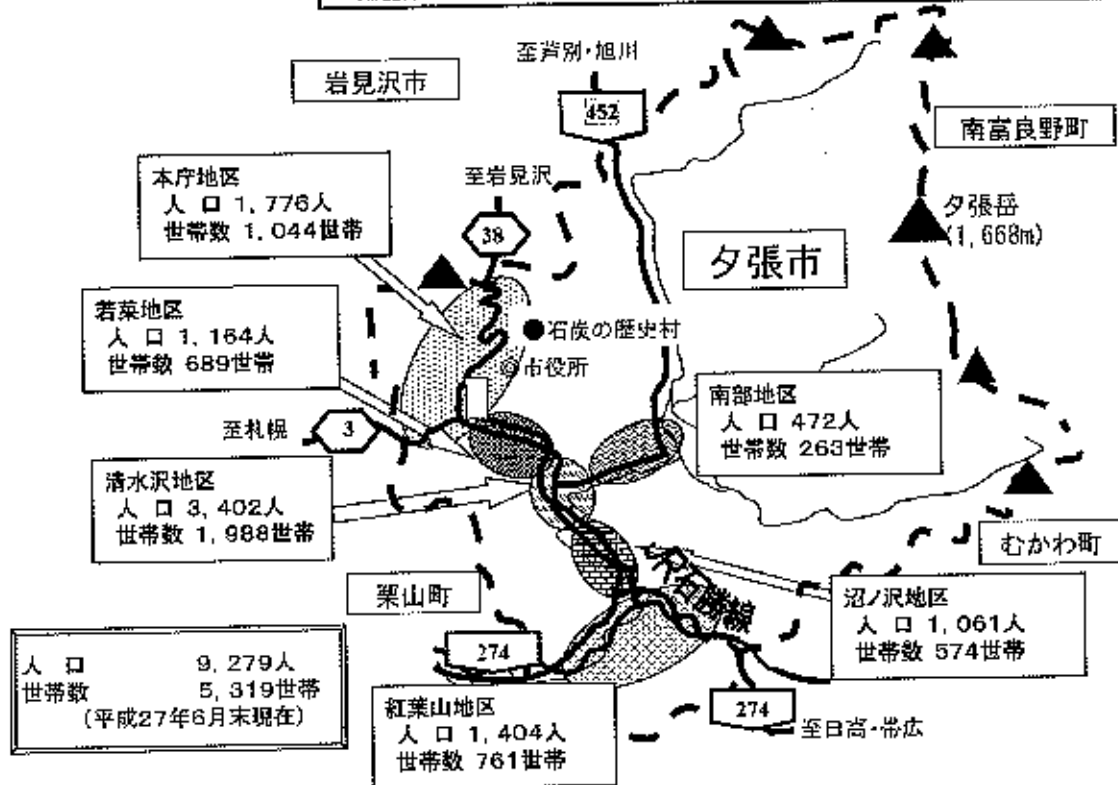 至芦別・旭川
岩見沢市
452
南富良野町
本庁地区
人 口 1,776人
世帯数 1,044世帯
至岩見沢
38
夕張岳
(1,668m)
夕張市
若菜地区
人 口 1,164人
世帯数 689世帯
●石炭の歴史村
◎市役所
南部地区
人 口 472人
世帯数 263世帯
至札幌
3
清水沢地区
人 口 3,402人
世帯数 1,988世帯
むかわ町
栗山町
JR石勝線
沼ノ沢地区
人 口 1,061人
世帯数 574世帯
274
人 口 9,279人
世帯数 5,319世帯
(平成27年6月末現在)
紅葉山地区
人 口 1,404人
世帯数 761世帯
274
至日高・帯広